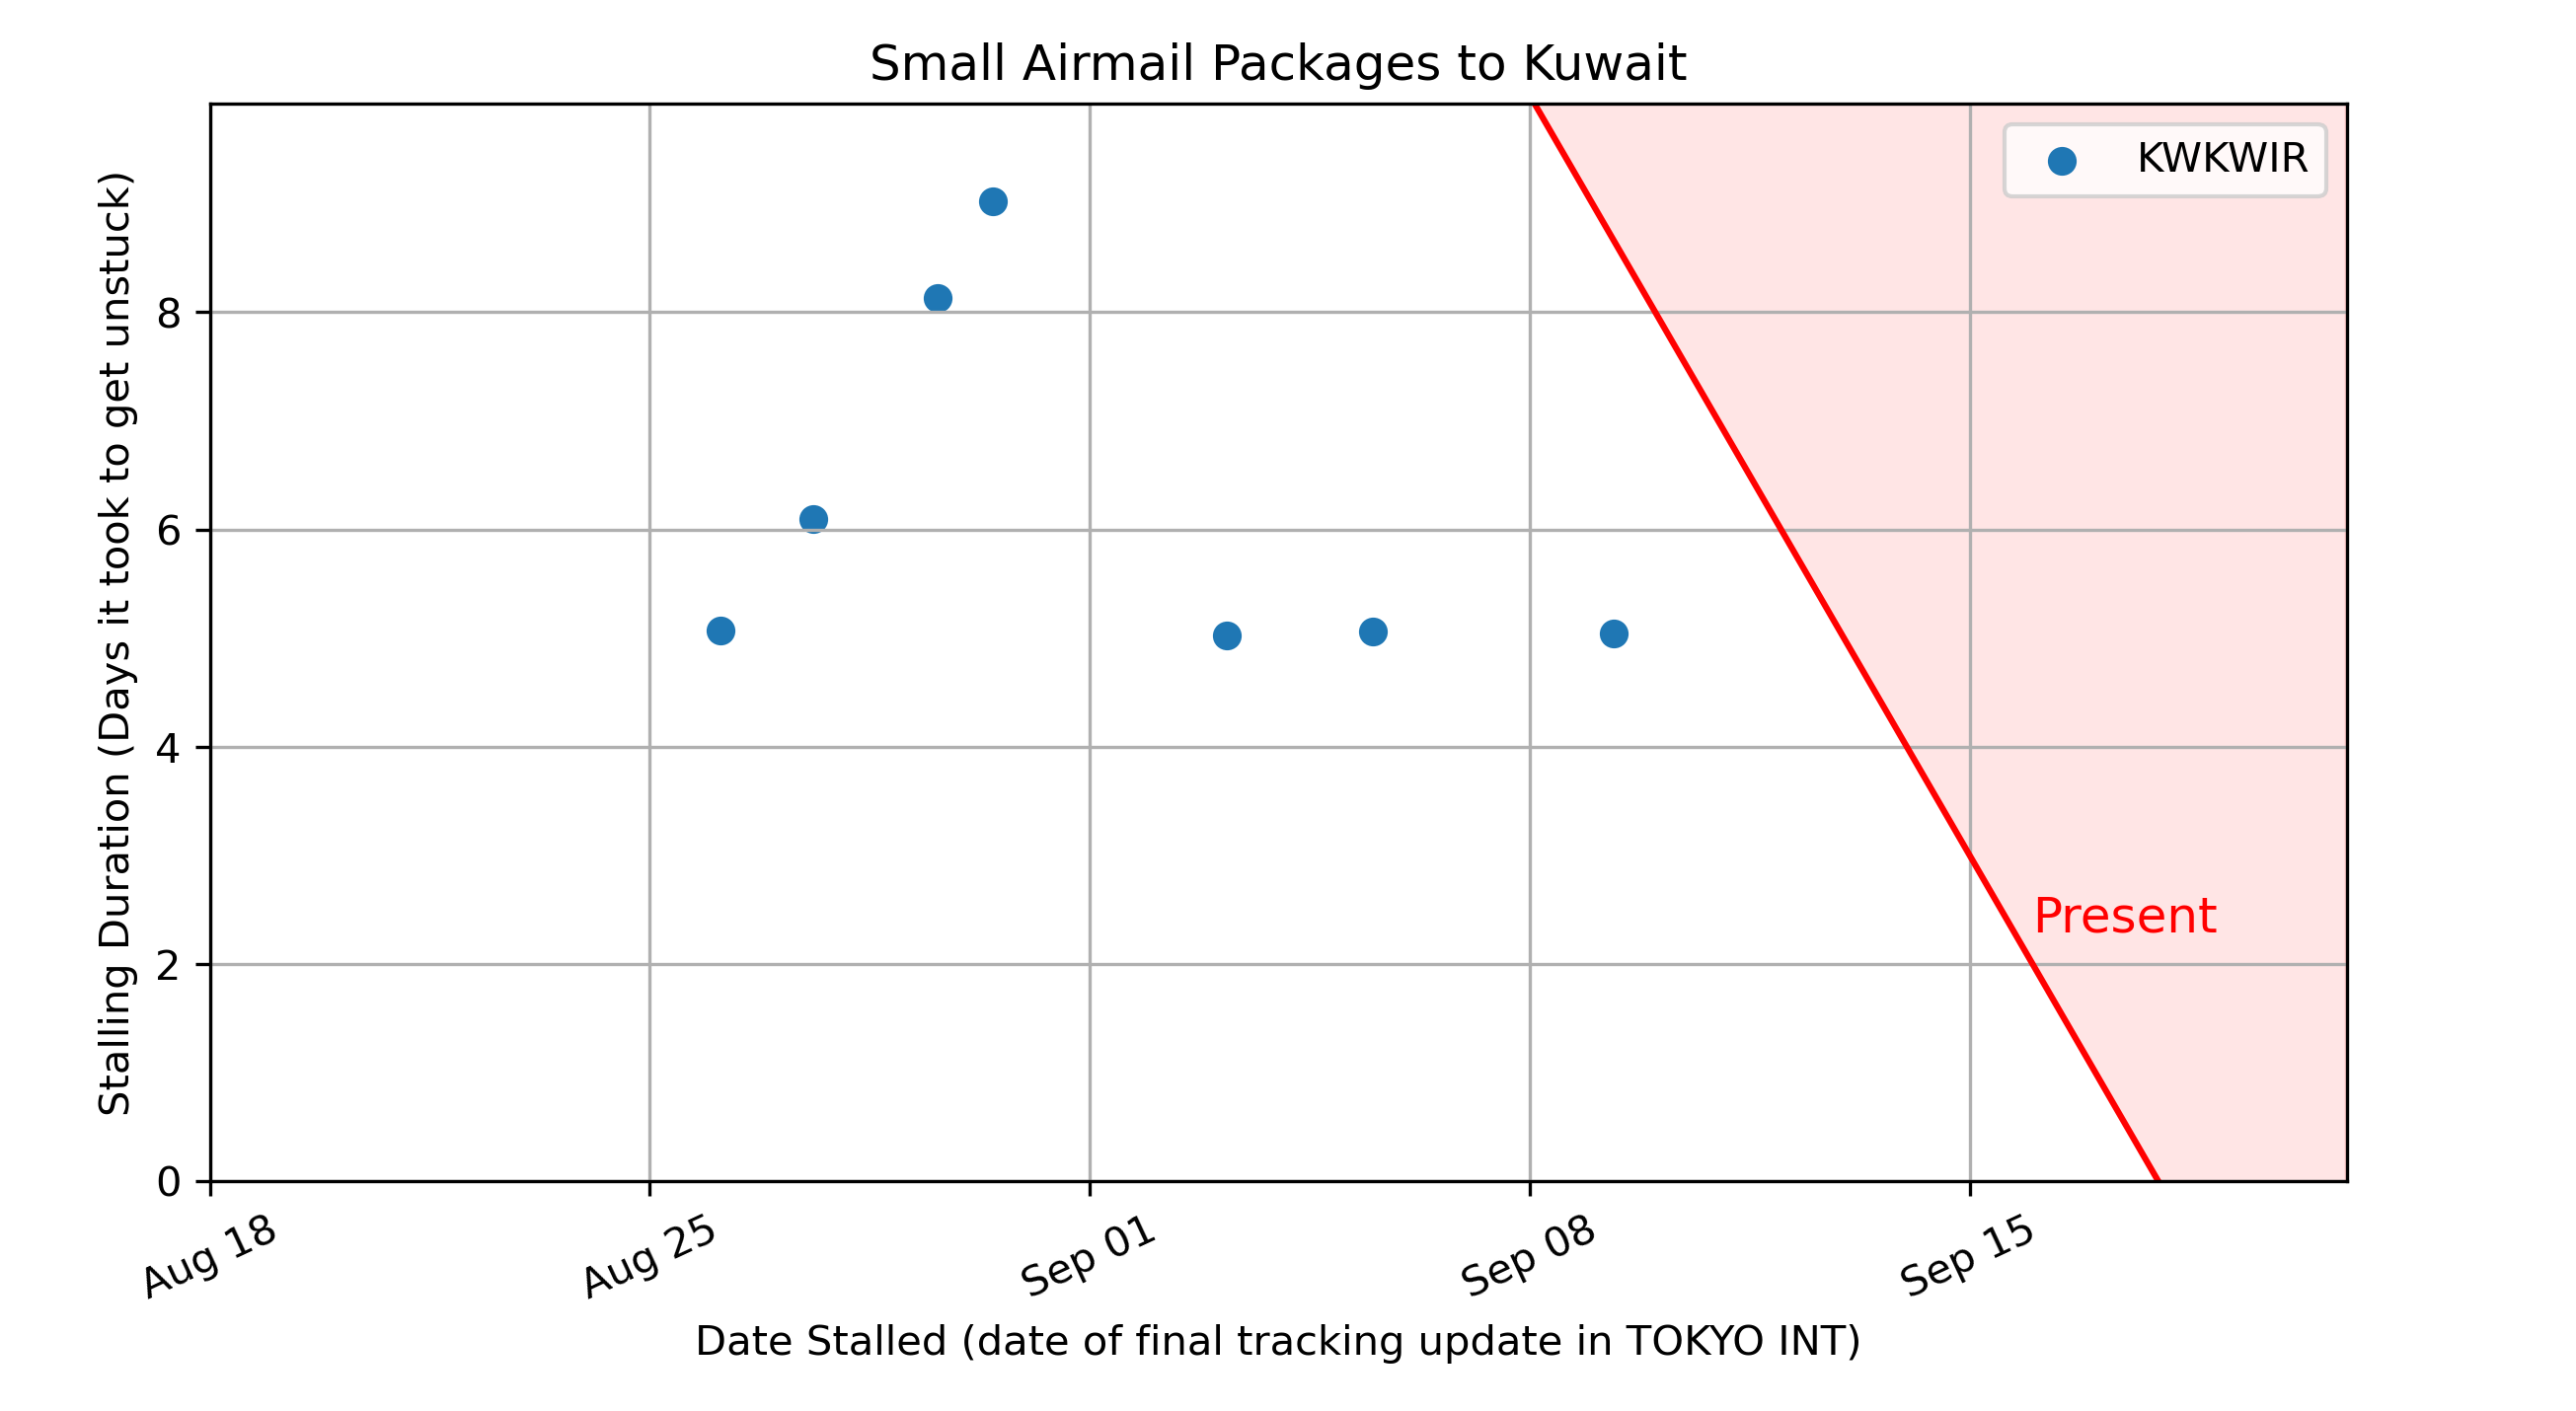 Small Airmail Packages to Kuwait
KWKWIR
Stalling Duration (Days it took to get unstuck)
8
6
4
2
0
Present
Aug 18
Aug 25
Sep 01
Sep 08
Sep 15
Date Stalled (date of final tracking update in TOKYO INT)